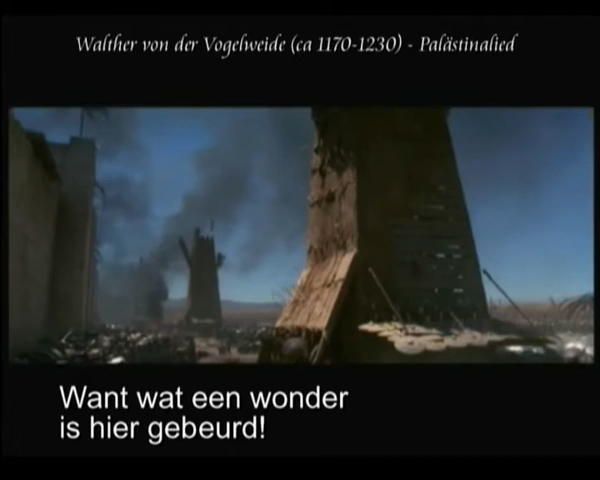 Walther von der Vogelweide (ca 1170-1230) - Palästinalied
Want wat een wonder
is hier gebeurd!